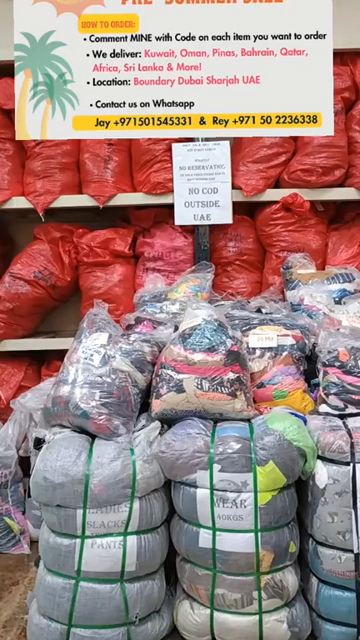 PRE-SUMMER SALE
HOW TO ORDER:
• Comment MINE with Code on each item you want to order
• We deliver: Kuwait, Oman, Pinas, Bahrain, Qatar,
Africa, Sri Lanka & More!
• Location: Boundary Dubai Sharjah UAE
• Contact us on Whatsapp
Jay +971501545331 & Rey +971 50 2236338
NO RESERVATION
NO COD
OUTSIDE
UAE
LADIES
SLACKS
PANTS
WEAR
40KGS